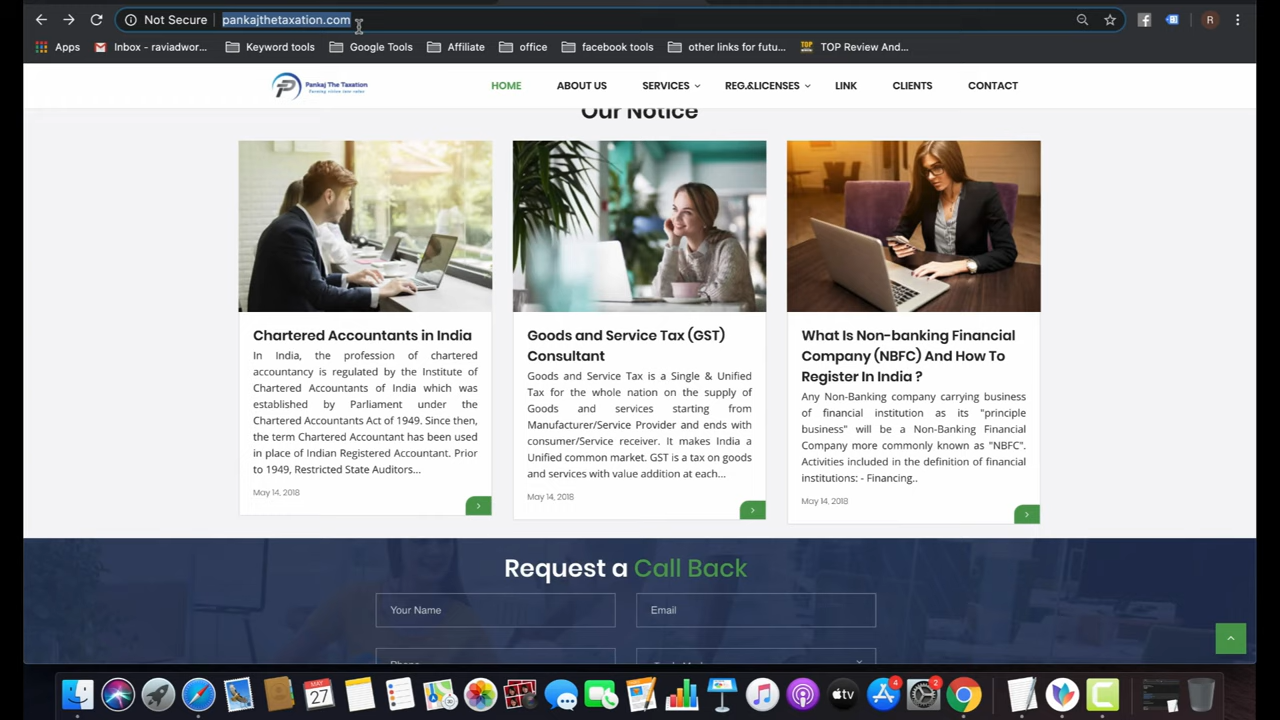 Not Secure pankajthetaxation.com R
Apps Inbox - raviadwor... Keyword tools Google Tools Affiliate office facebook tools other links for futu... TOP Review And...
Pankaj The Taxation HOME ABOUT US SERVICES REG.&LICENSES LINK CLIENTS CONTACT
Our Notice
Chartered Accountants in India
In India, the profession of chartered
accountancy is regulated by the Institute of
Chartered Accountants of India which was
established by Parliament under the
Chartered Accountants Act of 1949. Since then,
the term Chartered Accountant has been used
in place of Indian Registered Accountant. Prior
to 1949, Restricted State Auditors...
May 14, 2018
Goods and Service Tax (GST)
Consultant
Goods and Service Tax is a Single & Unified
Tax for the whole nation on the supply of
Goods and services starting from
Manufacturer/Service Provider and ends with
consumer/Service receiver. It makes India a
Unified common market. GST is a tax on goods
and services with value addition at each...
May 14, 2018
What Is Non-banking Financial
Company (NBFC) And How To
Register In India ?
Any Non-Banking company carrying business
of financial institution as its "principle
business" will be a Non-Banking Financial
Company more commonly known as "NBFC".
Activities included in the definition of financial
institutions: - Financing..
May 14, 2018
Request a Call Back
Your Name Email
Phone
MAY
27
tv
4
2